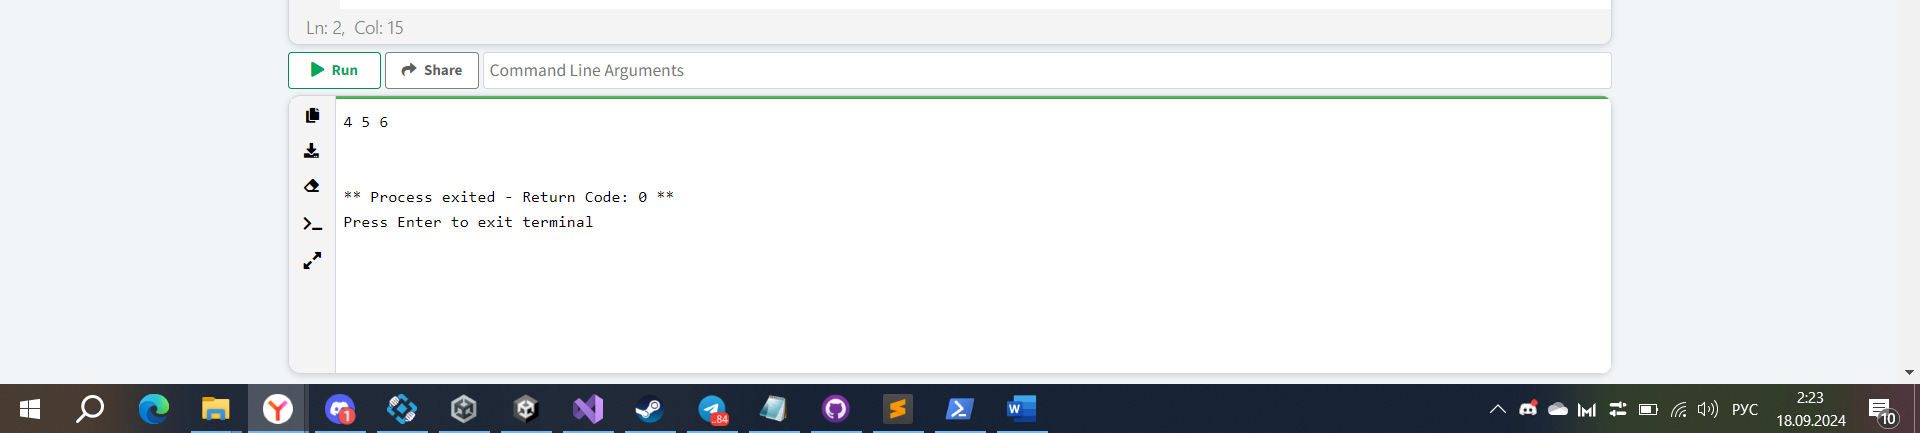 Ln: 2, Col: 15
Run
Share
Command Line Arguments
4 5 6
** Process exited - Return Code: 0 **
Press Enter to exit terminal
1
..84
W
РУС
2:23
18.09.2024
10